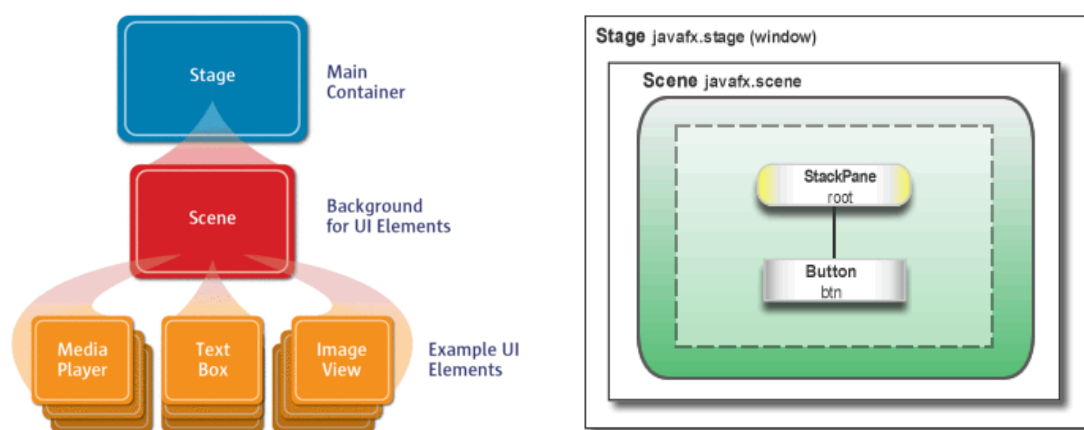 Stage
Main
Container
Scene
Background
for UI Elements
Media
Player
Text
Box
Image
View
Example UI
Elements
Stage javafx.stage (window)
Scene javafx.scene
StackPane
root
Button
btn